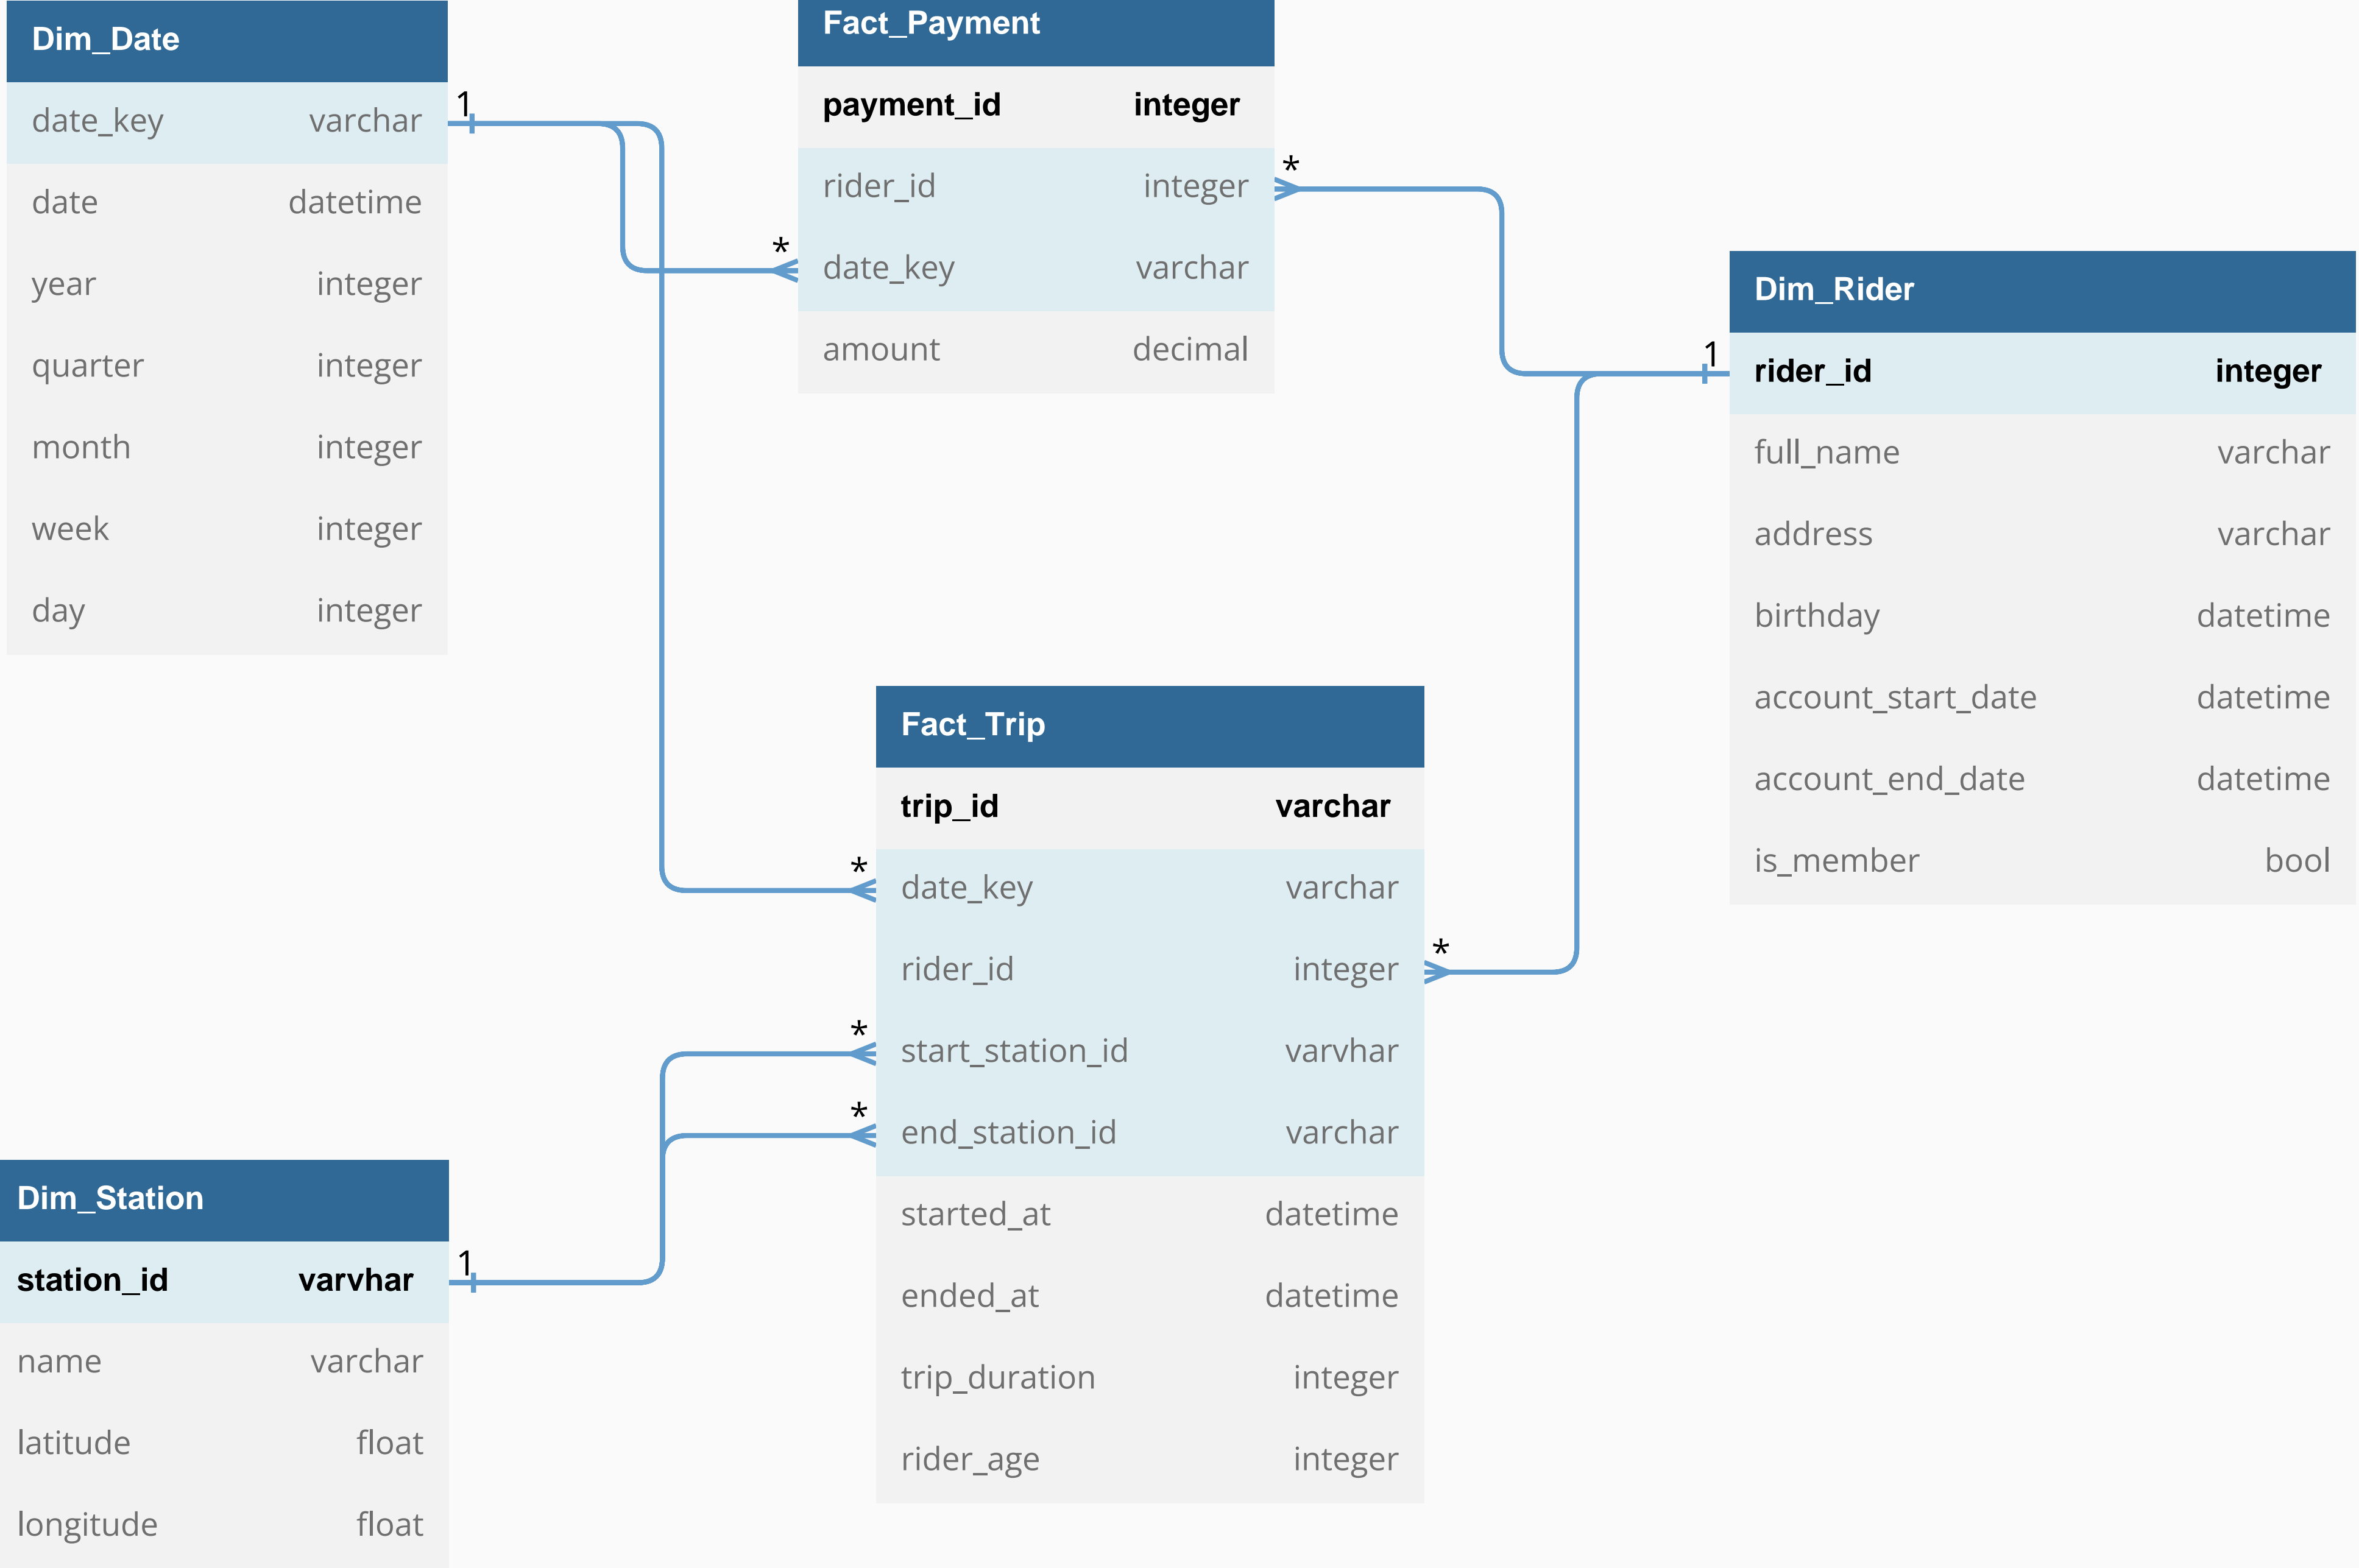 Dim_Date
date_key varchar
date datetime
year integer
quarter integer
month integer
week integer
day integer
1
Fact_Payment
payment_id integer
rider_id integer
date_key varchar
amount decimal
*
*
Dim_Rider
rider_id integer
full_name varchar
address varchar
birthday datetime
account_start_date datetime
account_end_date datetime
is_member bool
1
Fact_Trip
trip_id varchar
date_key varchar
rider_id integer
start_station_id varvhar
end_station_id varchar
started_at datetime
ended_at datetime
trip_duration integer
rider_age integer
*
*
*
*
Dim_Station
station_id varvhar
name varchar
latitude float
longitude float
1